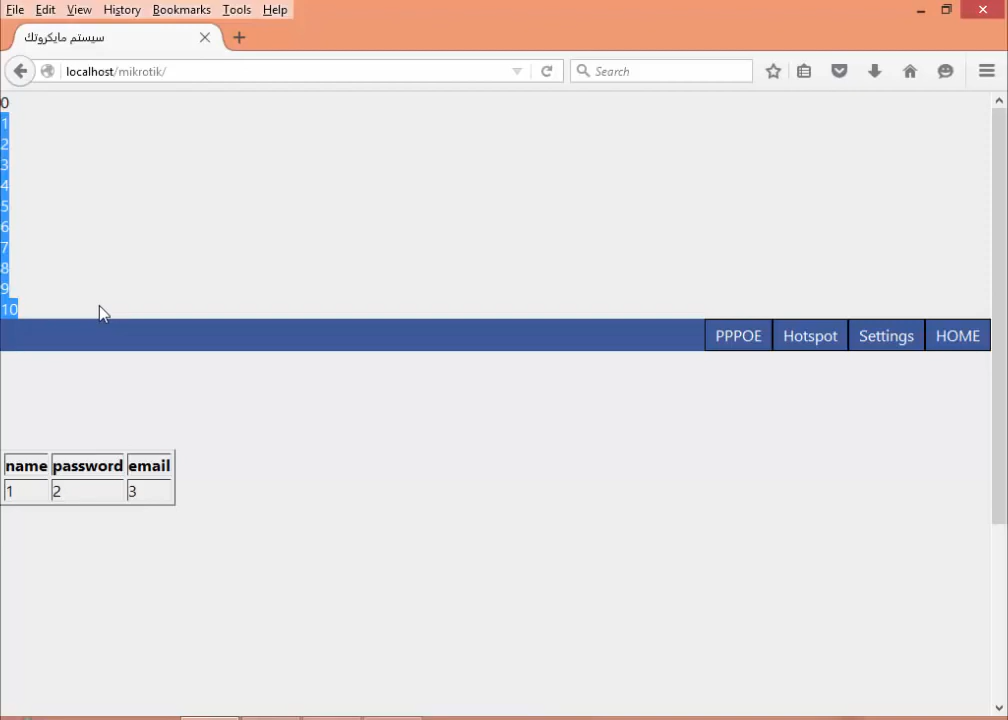 File Edit View History Bookmarks Tools Help
سيستم مايكروتك
localhost/mikrotik/
Search
0
1
2
3
4
5
6
7
8
9
10
PPPOE Hotspot Settings HOME
name password email
1 2 3